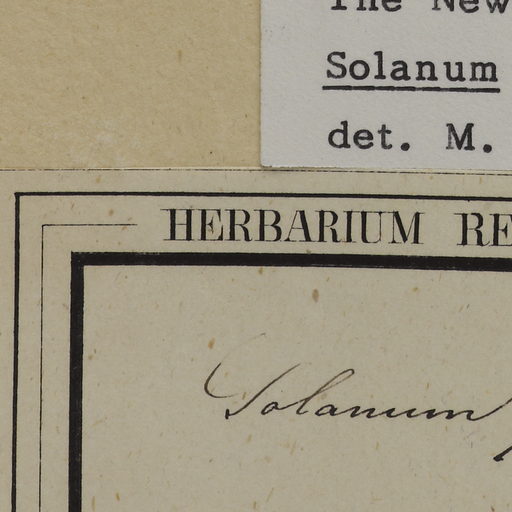 The New
Solanum
det. M.
HERBARIUM RE
Solanum